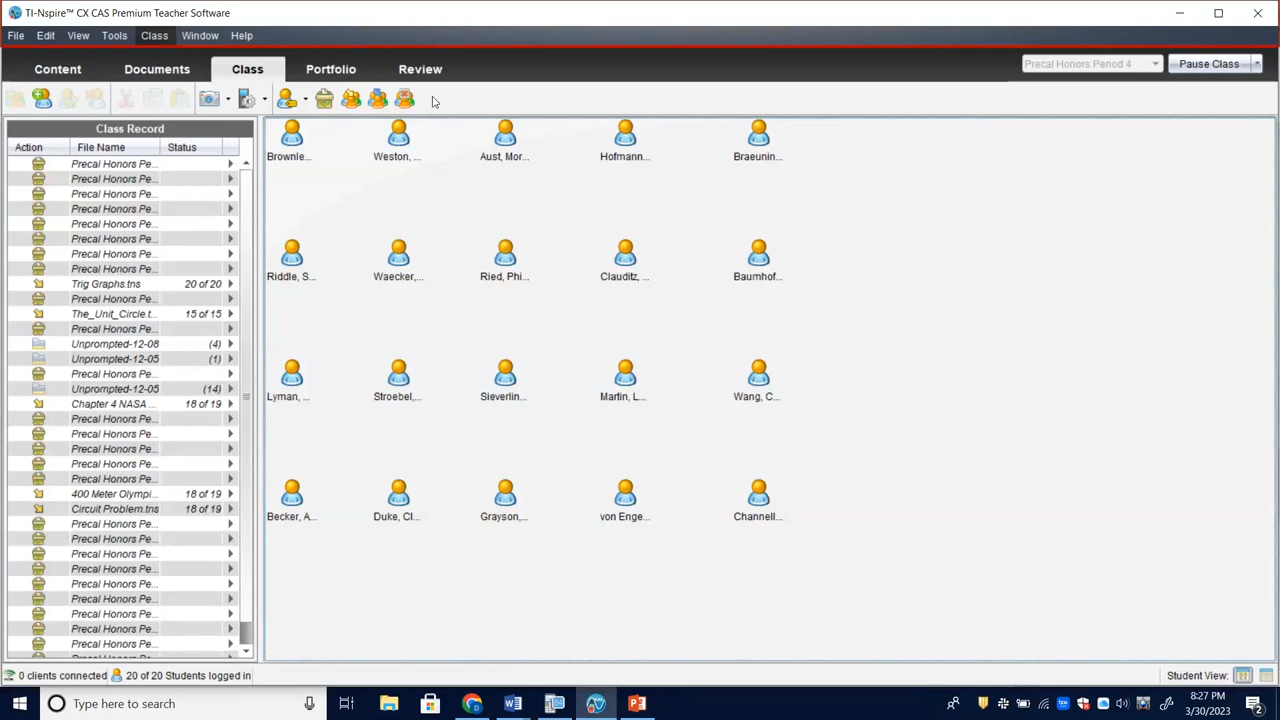 TI-Nspire™ CX CAS Premium Teacher Software
File Edit View Tools Class Window Help
Content Documents Class Portfolio Review Precal Honors Period 4 Pause Class
Class Record
Action File Name Status
Precal Honors Pe...
Precal Honors Pe...
Precal Honors Pe...
Precal Honors Pe...
Precal Honors Pe...
Precal Honors Pe...
Precal Honors Pe...
Precal Honors Pe...
Trig Graphs.tns 20 of 20
Precal Honors Pe...
The_Unit_Circle.t... 15 of 15
Precal Honors Pe...
Unprompted-12-08 (4)
Unprompted-12-05 (1)
Precal Honors Pe...
Unprompted-12-05 (14)
Chapter 4 NASA ... 18 of 19
Precal Honors Pe...
Precal Honors Pe...
Precal Honors Pe...
Precal Honors Pe...
Precal Honors Pe...
400 Meter Olympi... 18 of 19
Circuit Problem.tns 18 of 19
Precal Honors Pe...
Precal Honors Pe...
Precal Honors Pe...
Precal Honors Pe...
Precal Honors Pe...
Precal Honors Pe...
Precal Honors Pe...
Precal Honors Pe...
Precal Honors Pe...
Brownle... Weston, ... Aust, Mor... Hofmann... Braeunin...
Riddle, S... Waecker,... Ried, Phi... Clauditz, ... Baumhof...
Lyman, ... Stroebel,... Sieverlin... Martin, L... Wang, C...
Becker, A... Duke, Cl... Grayson,... von Enge... Channell...
0 clients connected 20 of 20 Students logged in Student View:
Type here to search
8:27 PM
3/30/2023
2